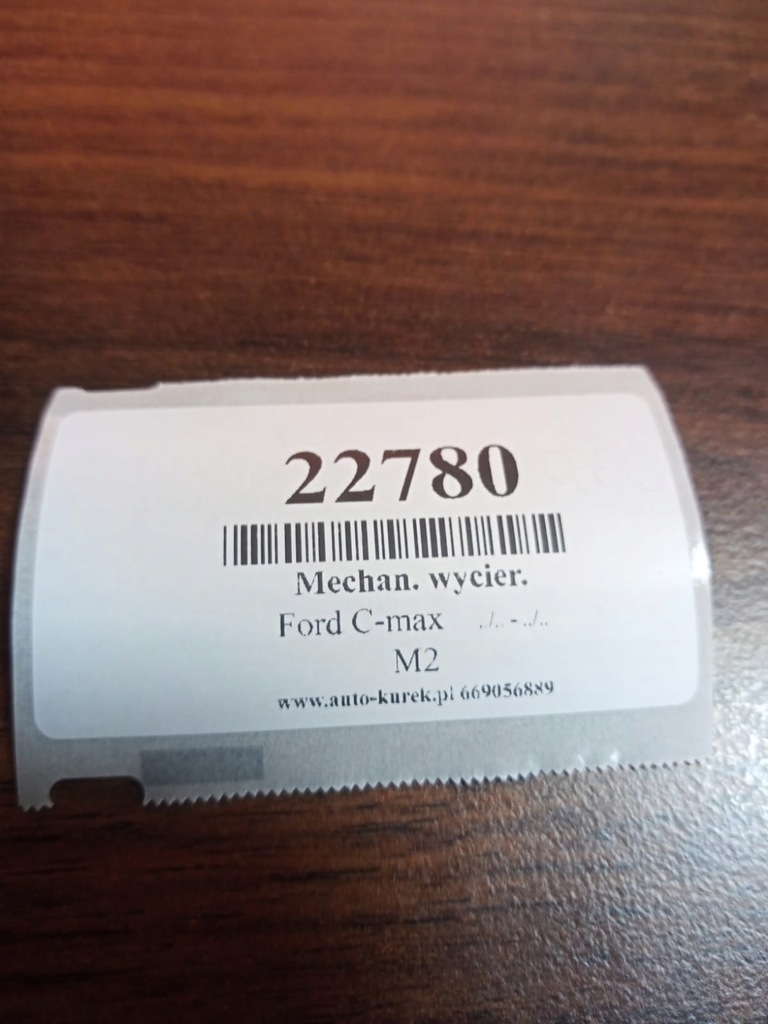 22780
Mechan. wycier.
Ford C-max ../.. - ../..
M2
www.auto-kurek.pl 669056889